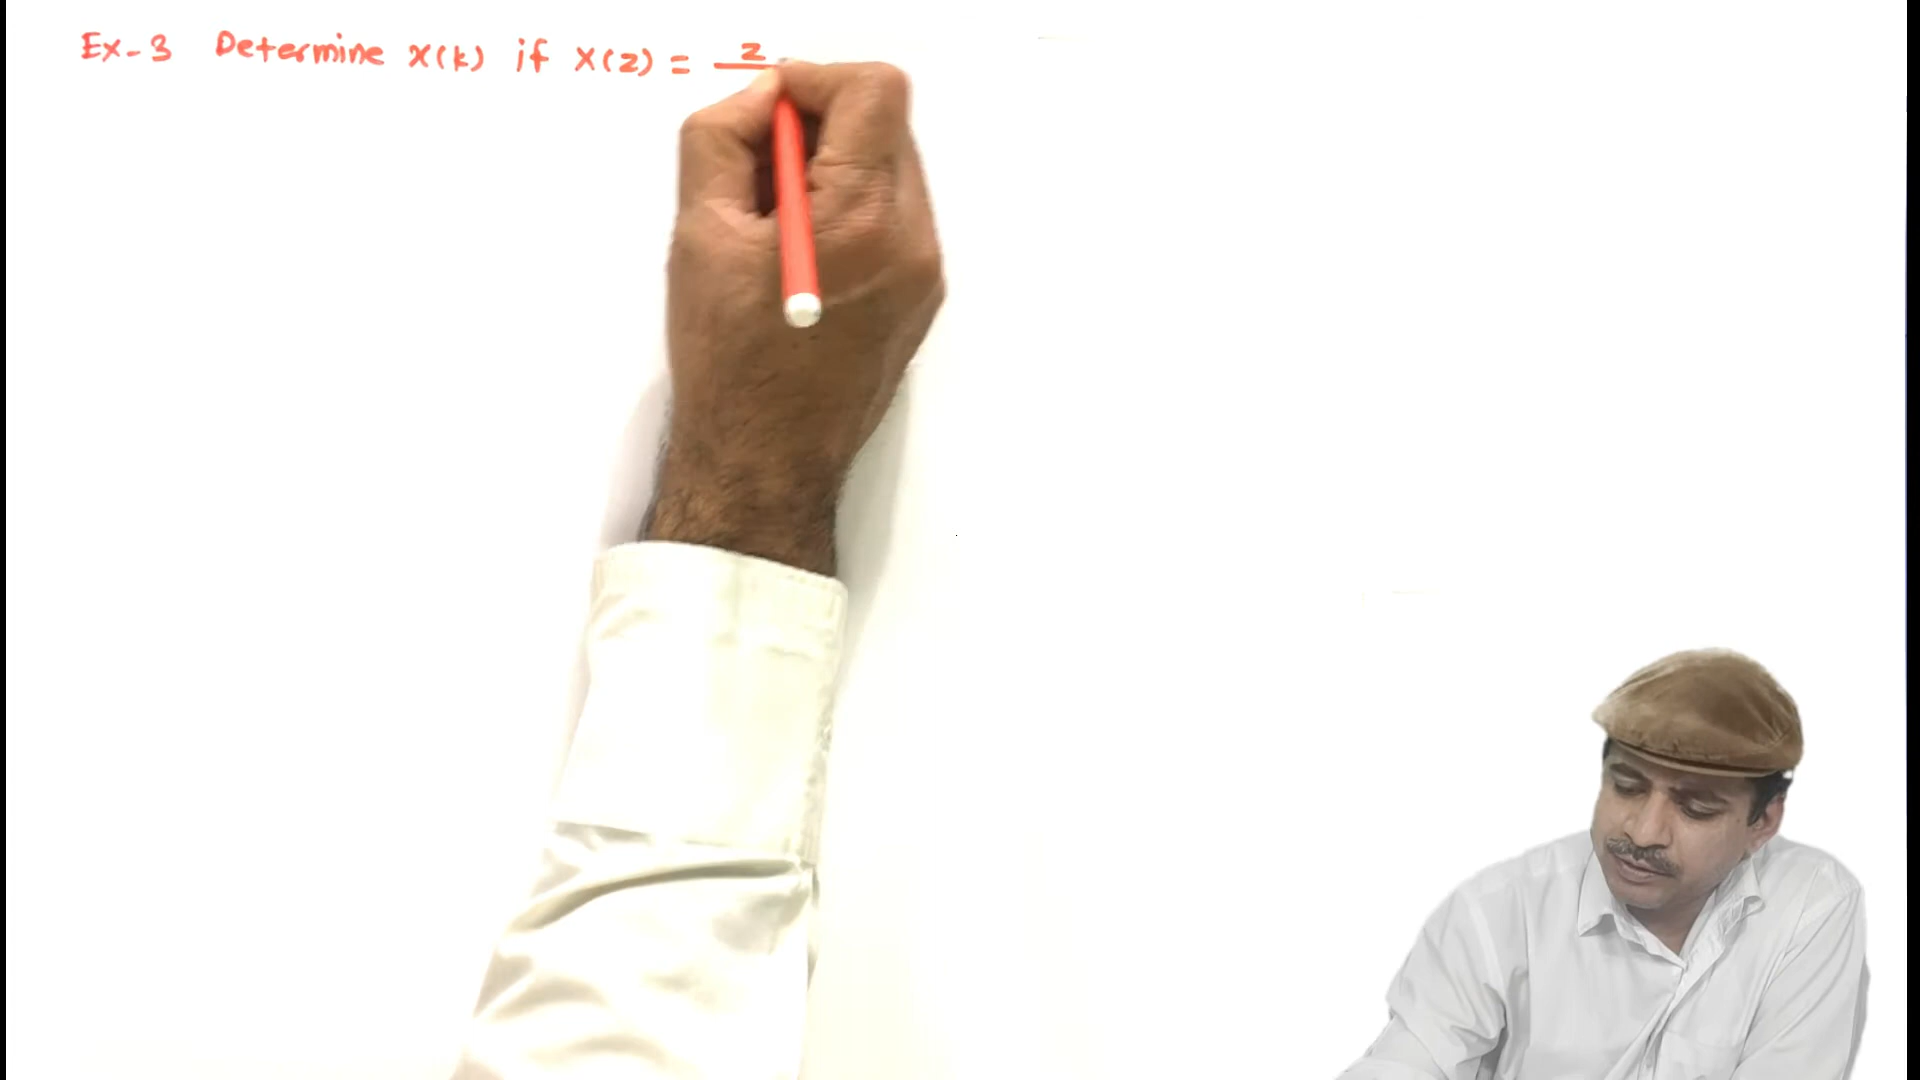 Ex-3 Determine x(k) if X(z) = z